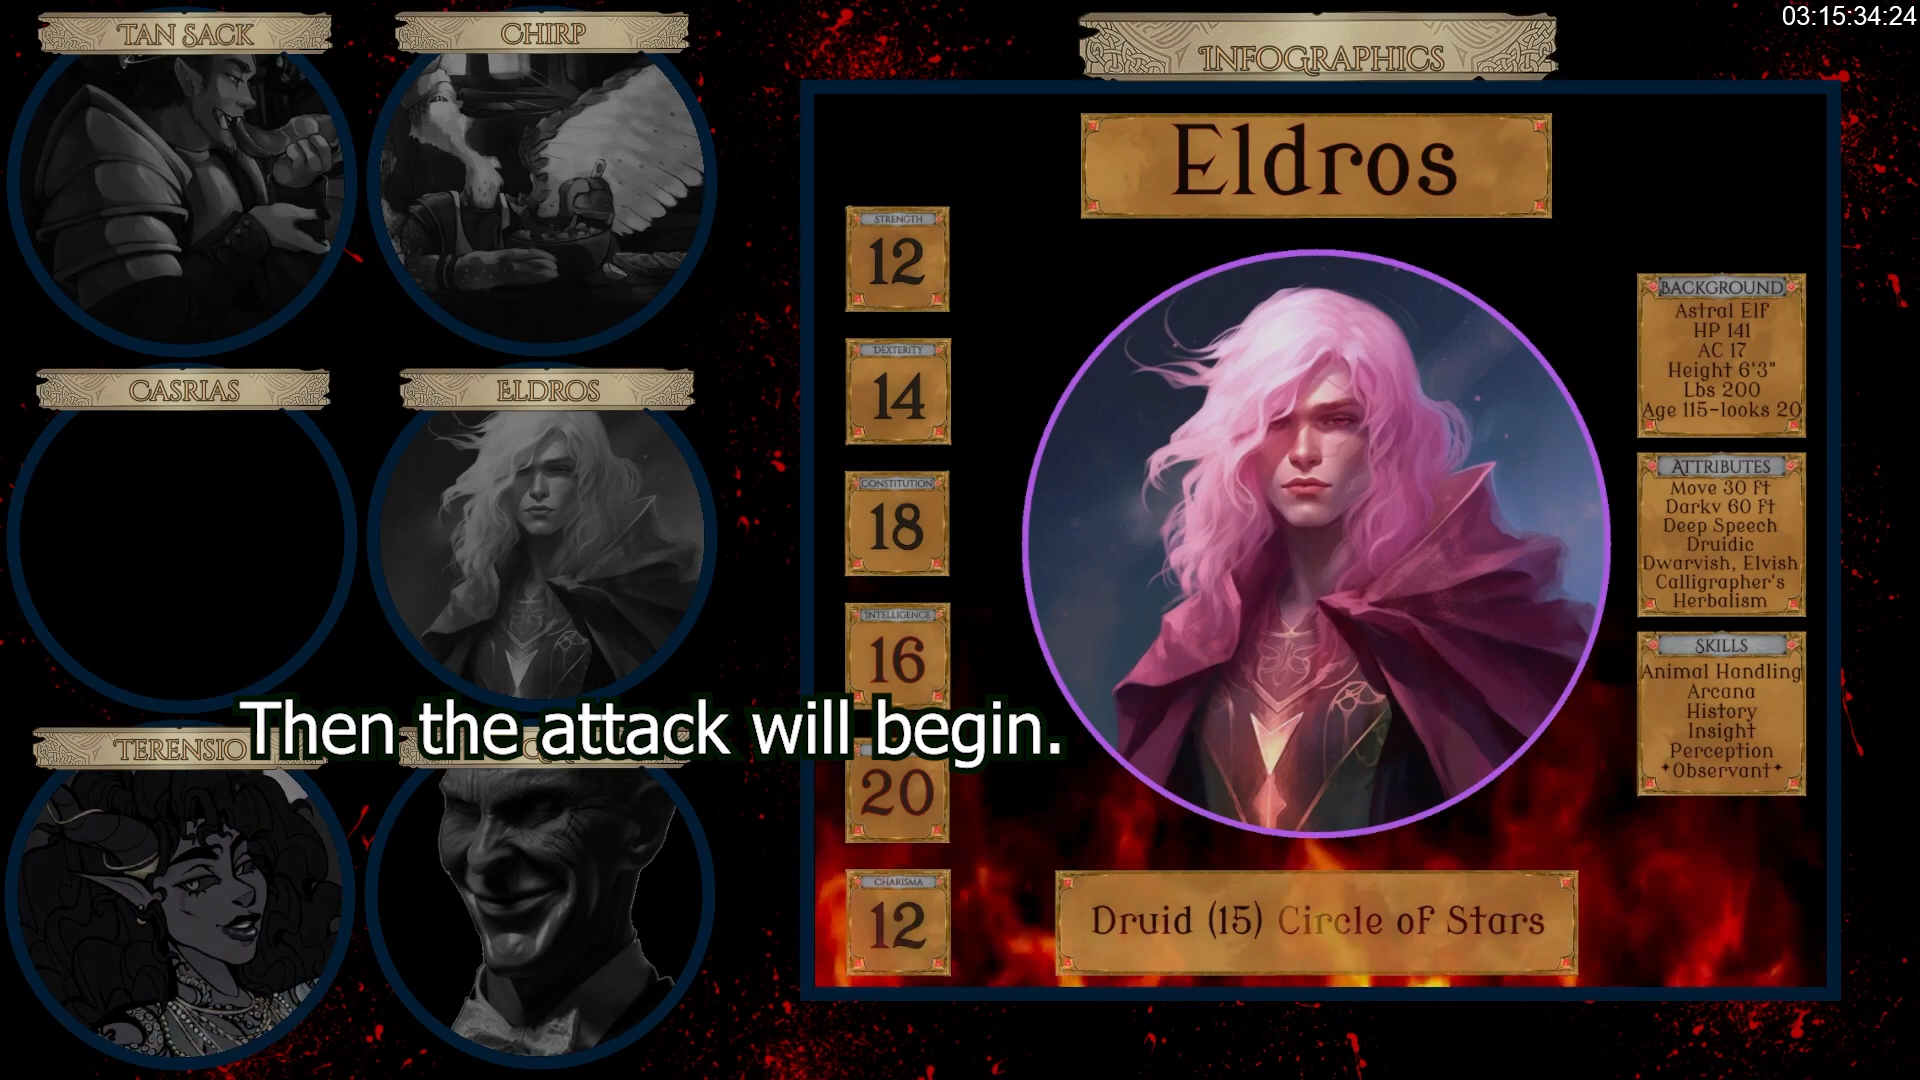 03:15:34:24
Tan Sack
Chirp
Infographics
Eldros
Strength
12
Dexterity
14
Constitution
18
Intelligence
16
20
Charisma
12
Background
Astral Elf
HP 141
AC 17
Height 6'3"
Lbs 200
Age 115-looks 20
Attributes
Move 30 ft
Darkv 60 ft
Deep Speech
Druidic
Dwarvish, Elvish
Calligrapher's
Herbalism
Skills
Animal Handling
Arcana
History
Insight
Perception
✦Observant✦
Casrias
Eldros
Terensio
Then the attack will begin.
Druid (15) Circle of Stars